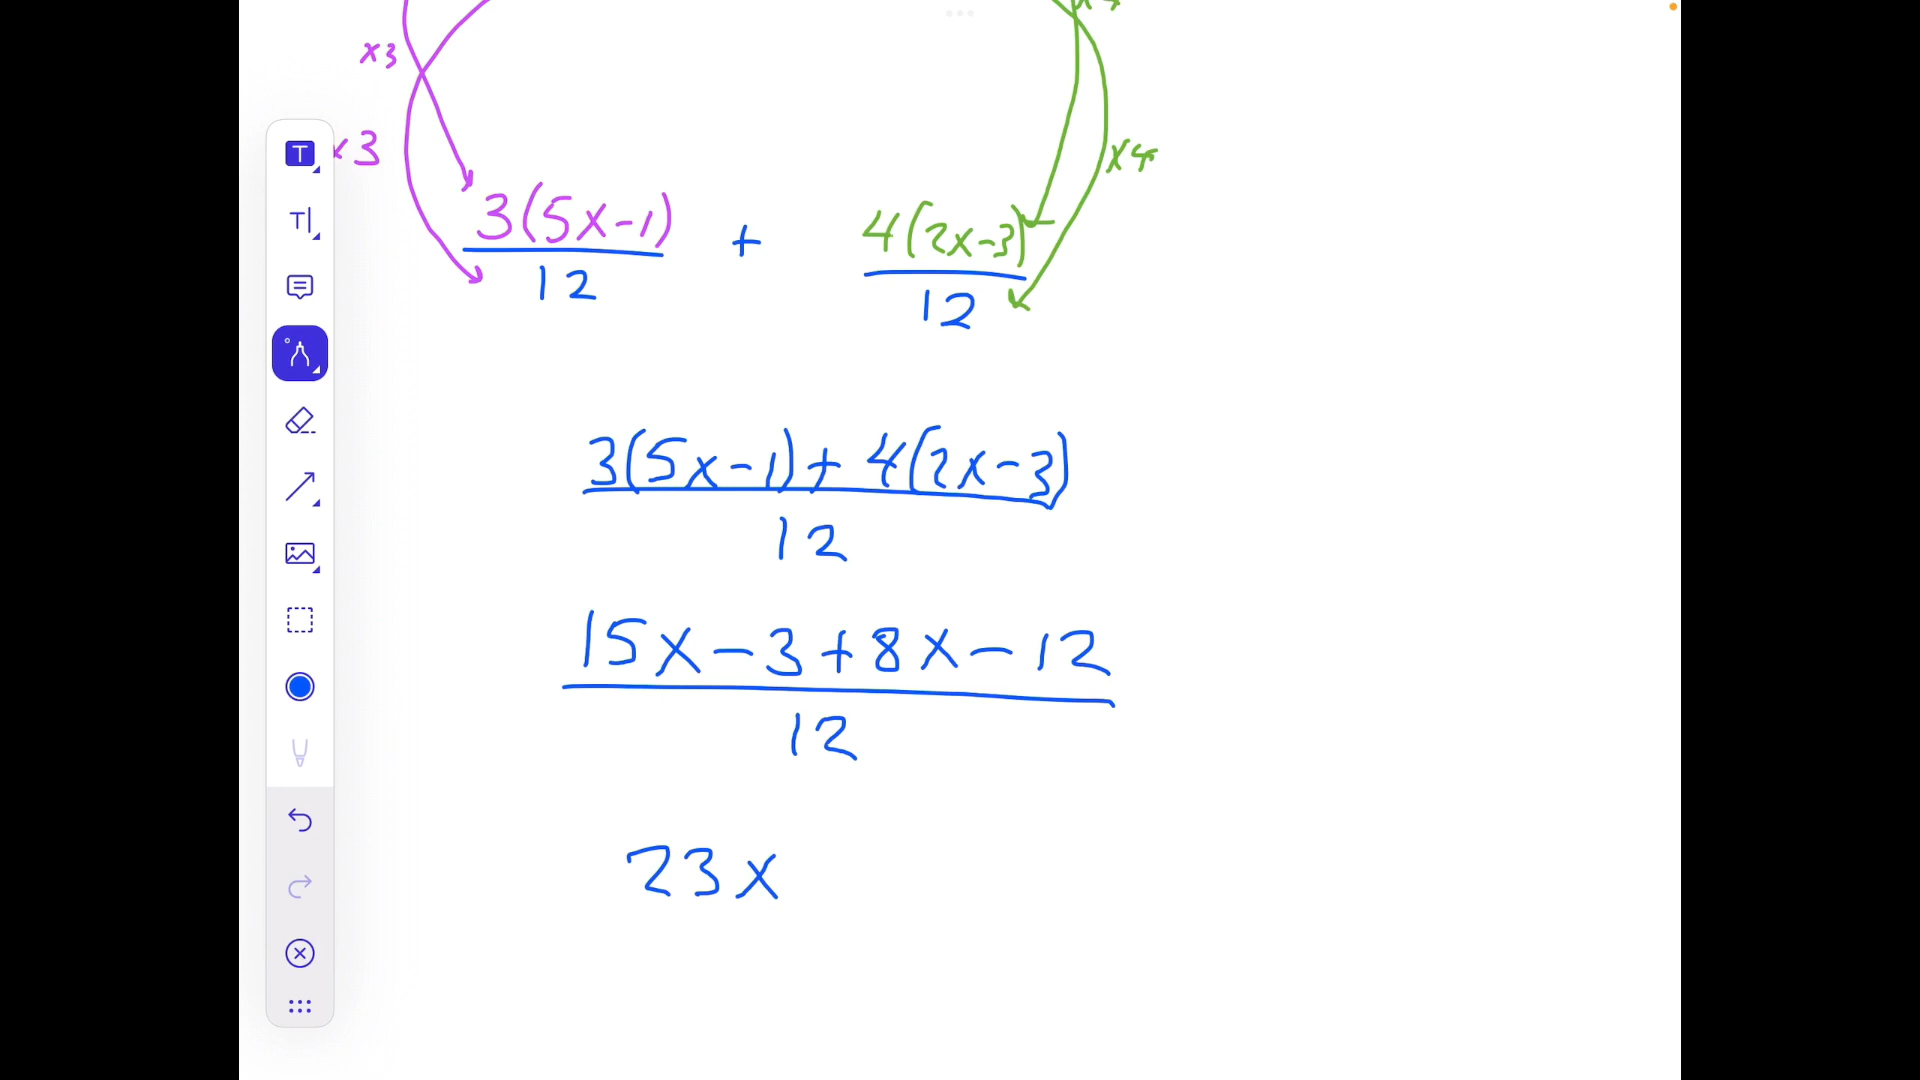 x3
x3
x4
3(5x-1)
12
+
4(2x-3)
12
3(5x-1)+4(2x-3)
12
15x-3+8x-12
12
23x